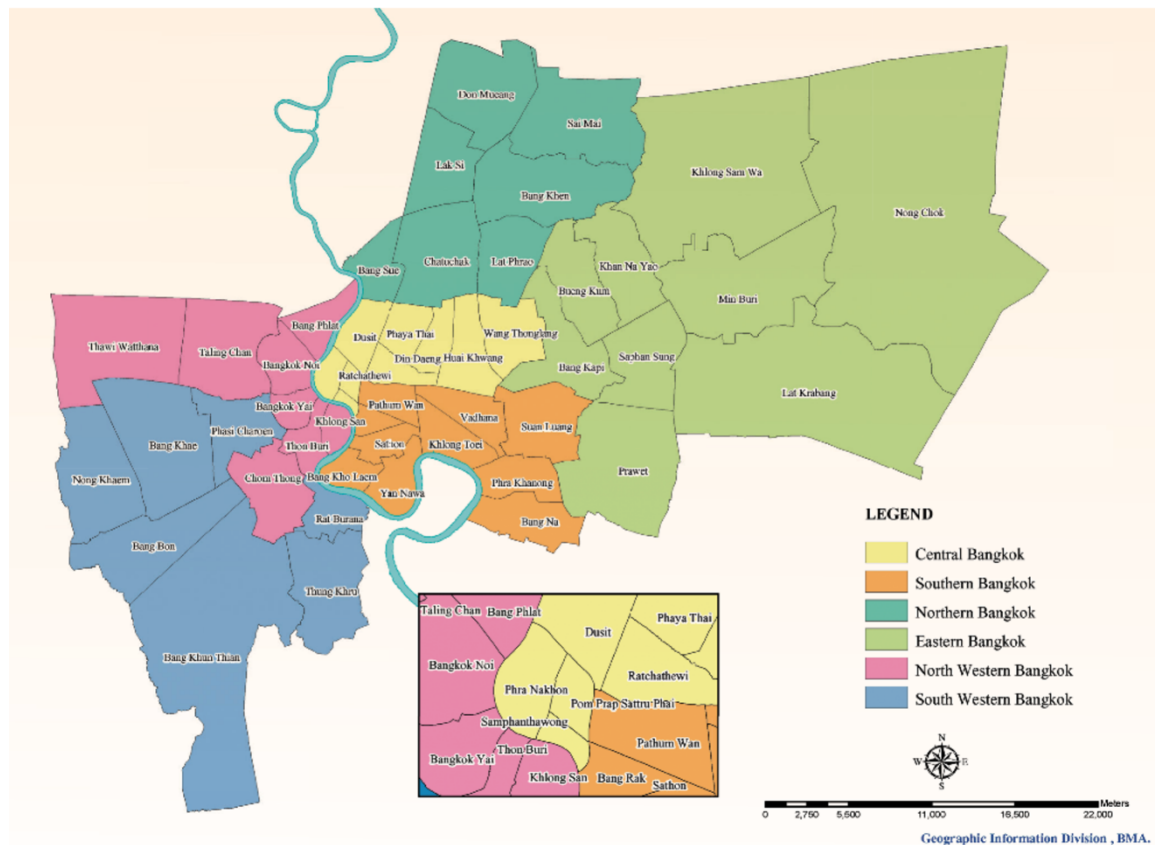 Don Mueang
Sai Mai
Lak Si
Khlong Sam Wa
Bung Khen
Nong Chok
Bang Sue
Chatuchak
Lat Phrao
Khan Na Yao
Bueng Kum
Min Buri
Bang Phlat
Thawi Watthana
Taling Chan
Dusit
Phaya Thai
Wang Thonglang
Bangkok Noi
Din Daeng
Huai Khwang
Saphan Sung
Ratchathewi
Bang Kapi
Lat Krabang
Bangkok Yai
Pathum Wan
Khlong San
Vadhana
Suan Luang
Phasi Charoen
Bang Khae
Thon Buri
Sathon
Khlong Toei
Nong Khaem
Chom Thong
Bang Kho Laem
Prawet
Phra Khanong
Yan Nawa
Rat Burana
Bang Na
Bang Bon
Thung Khru
Bang Khun Thian
LEGEND
Central Bangkok
Southern Bangkok
Northern Bangkok
Eastern Bangkok
North Western Bangkok
South Western Bangkok
Taling Chan
Bang Phlat
Phaya Thai
Dusit
Bangkok Noi
Ratchathewi
Phra Nakhon
Pom Prap Sattru Phai
Samphanthawong
Pathum Wan
Thon Buri
Bangkok Yai
Khlong San
Bang Rak
Sathon
N
W
E
S
Meters
0 2,750 5,500 11,000 16,500 22,000
Geographic Information Division , BMA.